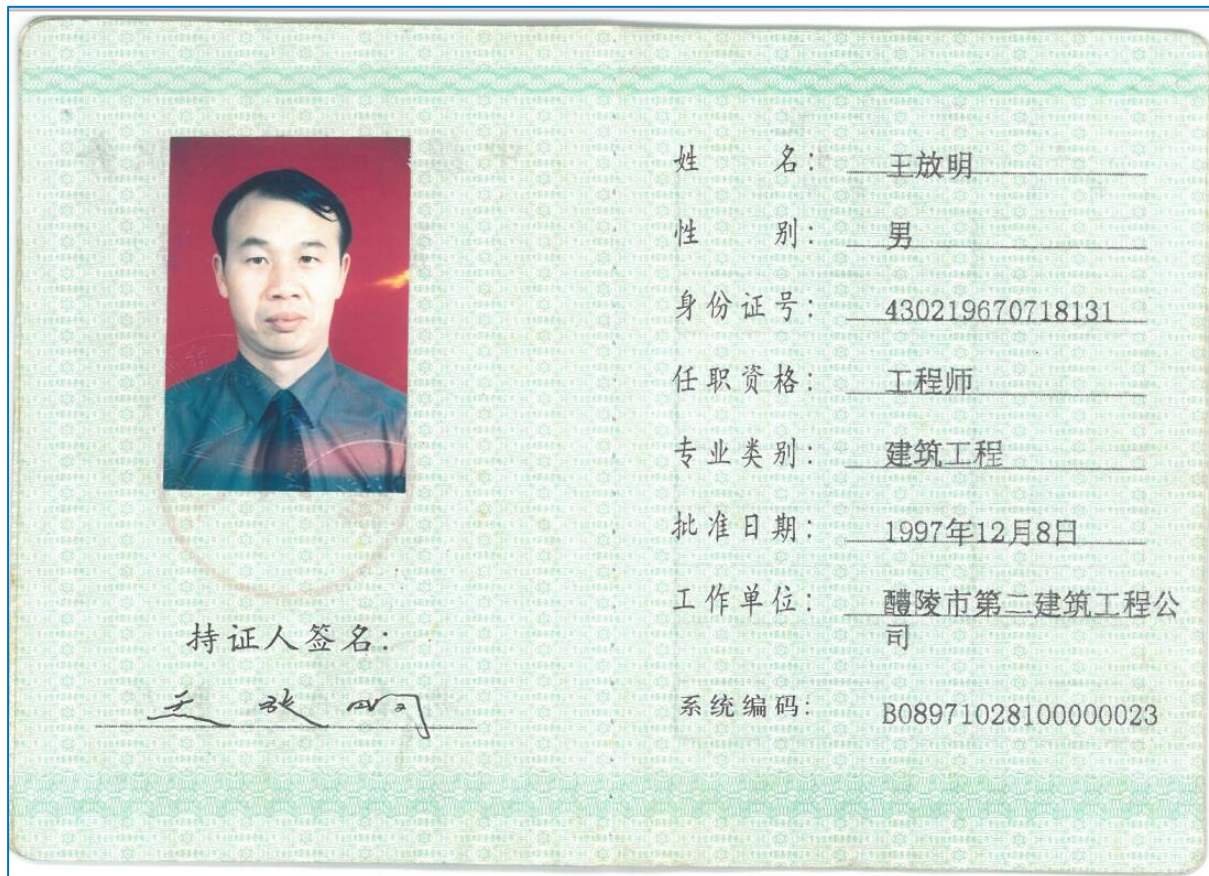 姓 名: 王放明
性 别: 男
身份证号: 430219670718131
任职资格: 工程师
专业类别: 建筑工程
批准日期: 1997年12月8日
工作单位: 醴陵市第二建筑工程公
司
系统编码: B08971028100000023
持证人签名:
王放明